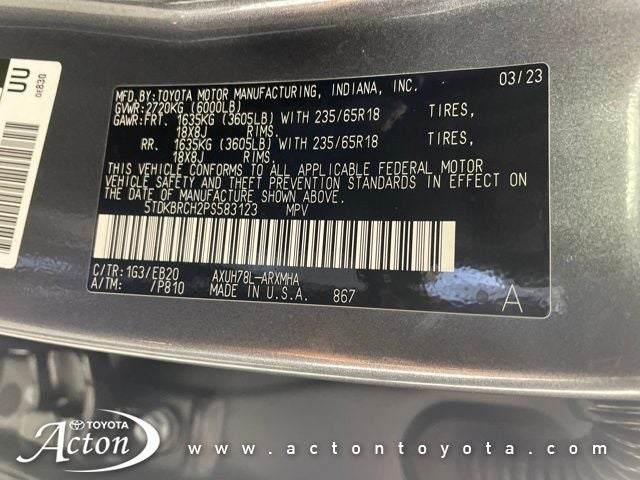 UU
0E830
MFD.BY:TOYOTA MOTOR MANUFACTURING, INDIANA, INC. 03/23
GVWR:2720KG (6000LB)
GAWR:FRT. 1635KG (3605LB) WITH 235/65R18 TIRES,
18X8J RIMS.
RR. 1635KG (3605LB) WITH 235/65R18 TIRES,
18X8J RIMS.
THIS VEHICLE CONFORMS TO ALL APPLICABLE FEDERAL MOTOR
VEHICLE SAFETY AND THEFT PREVENTION STANDARDS IN EFFECT
ON THE DATE OF MANUFACTURE SHOWN ABOVE.
5TDKBRCH2PS583123 MPV
C/TR: 1G3/EB20 AXUH78L-ARXMHA
A/TM: /P810 MADE IN U.S.A. 867 A
TOYOTA
Acton
www.actontoyota.com